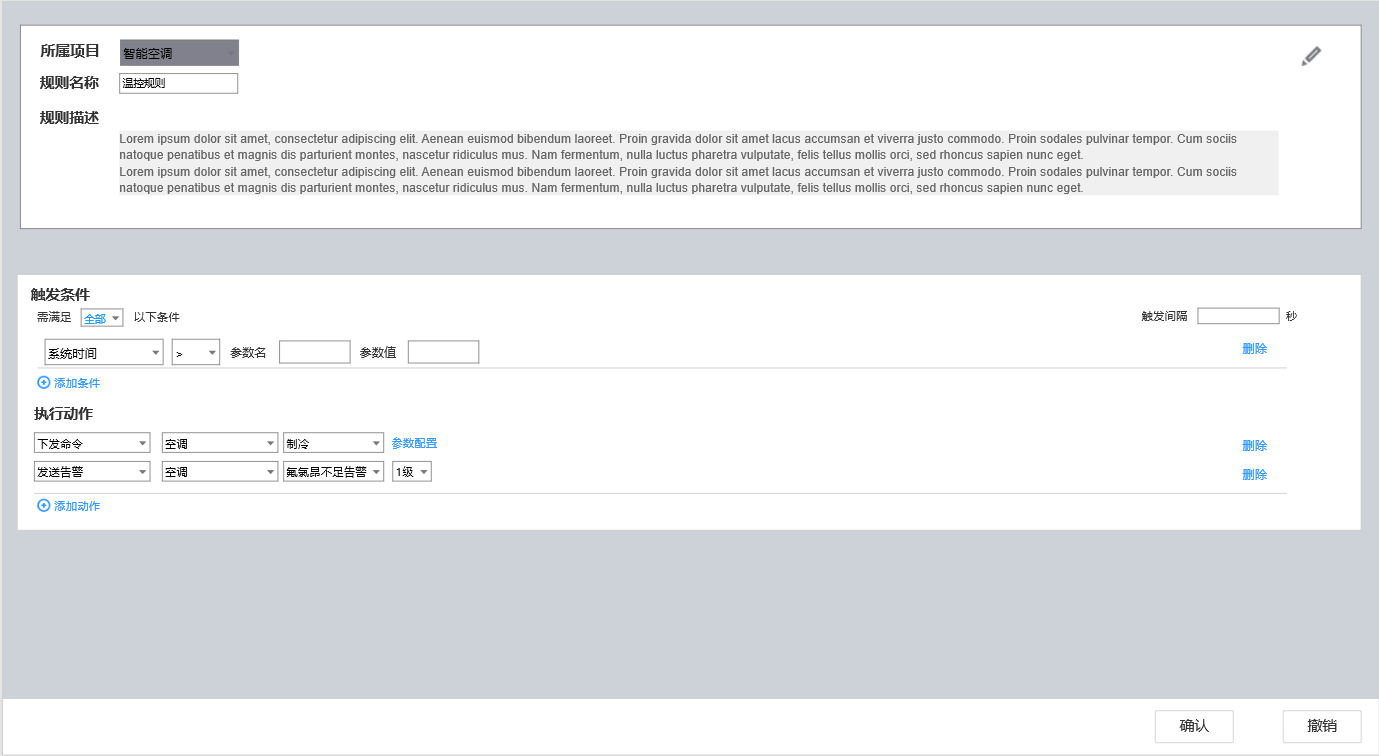 所属项目 智能空调
规则名称 温控规则
规则描述
Lorem ipsum dolor sit amet, consectetur adipiscing elit. Aenean euismod bibendum laoreet. Proin gravida dolor sit amet lacus accumsan et viverra justo commodo. Proin sodales pulvinar tempor. Cum sociis
natoque penatibus et magnis dis parturient montes, nascetur ridiculus mus. Nam fermentum, nulla luctus pharetra vulputate, felis tellus mollis orci, sed rhoncus sapien nunc eget.
Lorem ipsum dolor sit amet, consectetur adipiscing elit. Aenean euismod bibendum laoreet. Proin gravida dolor sit amet lacus accumsan et viverra justo commodo. Proin sodales pulvinar tempor. Cum sociis
natoque penatibus et magnis dis parturient montes, nascetur ridiculus mus. Nam fermentum, nulla luctus pharetra vulputate, felis tellus mollis orci, sed rhoncus sapien nunc eget.
触发条件
需满足 全部 以下条件 触发间隔 秒
系统时间 > 参数名 参数值 删除
添加条件
执行动作
下发命令 空调 制冷 参数配置 删除
发送告警 空调 氟氯昂不足告警 1级 删除
添加动作
确认 撤销